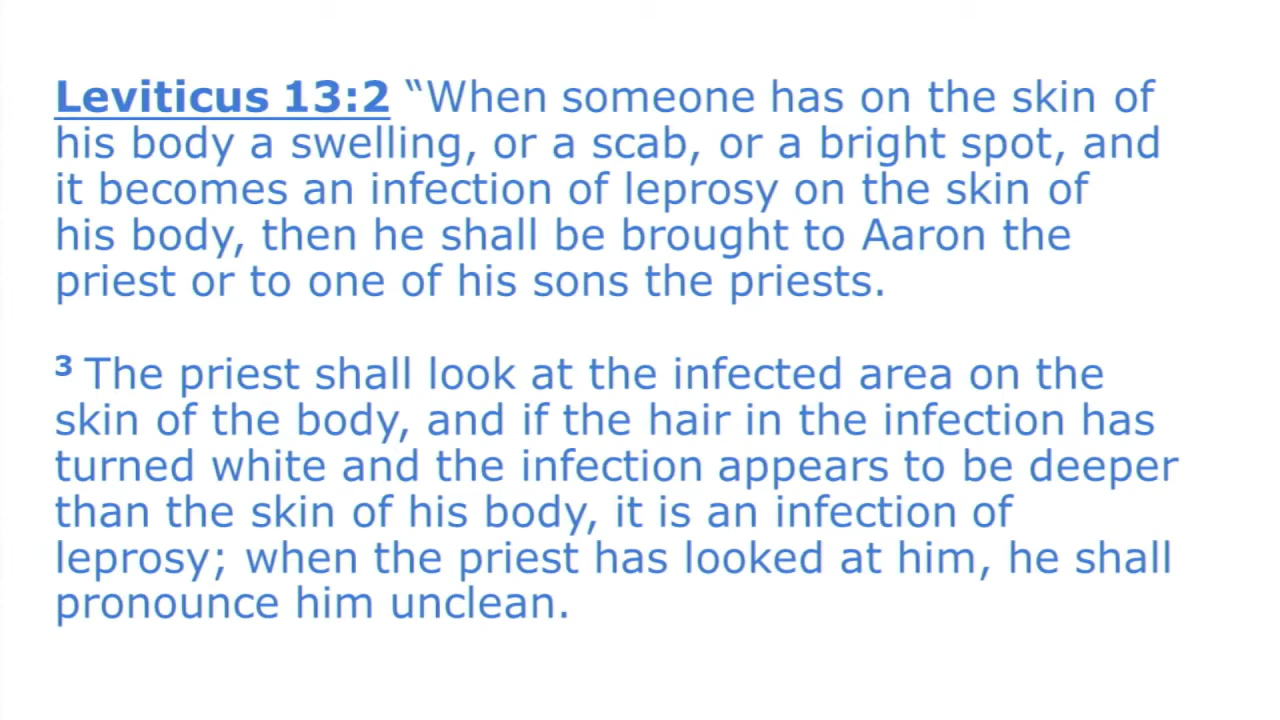 Leviticus 13:2 “When someone has on the skin of
his body a swelling, or a scab, or a bright spot, and
it becomes an infection of leprosy on the skin of
his body, then he shall be brought to Aaron the
priest or to one of his sons the priests.
3 The priest shall look at the infected area on the
skin of the body, and if the hair in the infection has
turned white and the infection appears to be deeper
than the skin of his body, it is an infection of
leprosy; when the priest has looked at him, he shall
pronounce him unclean.